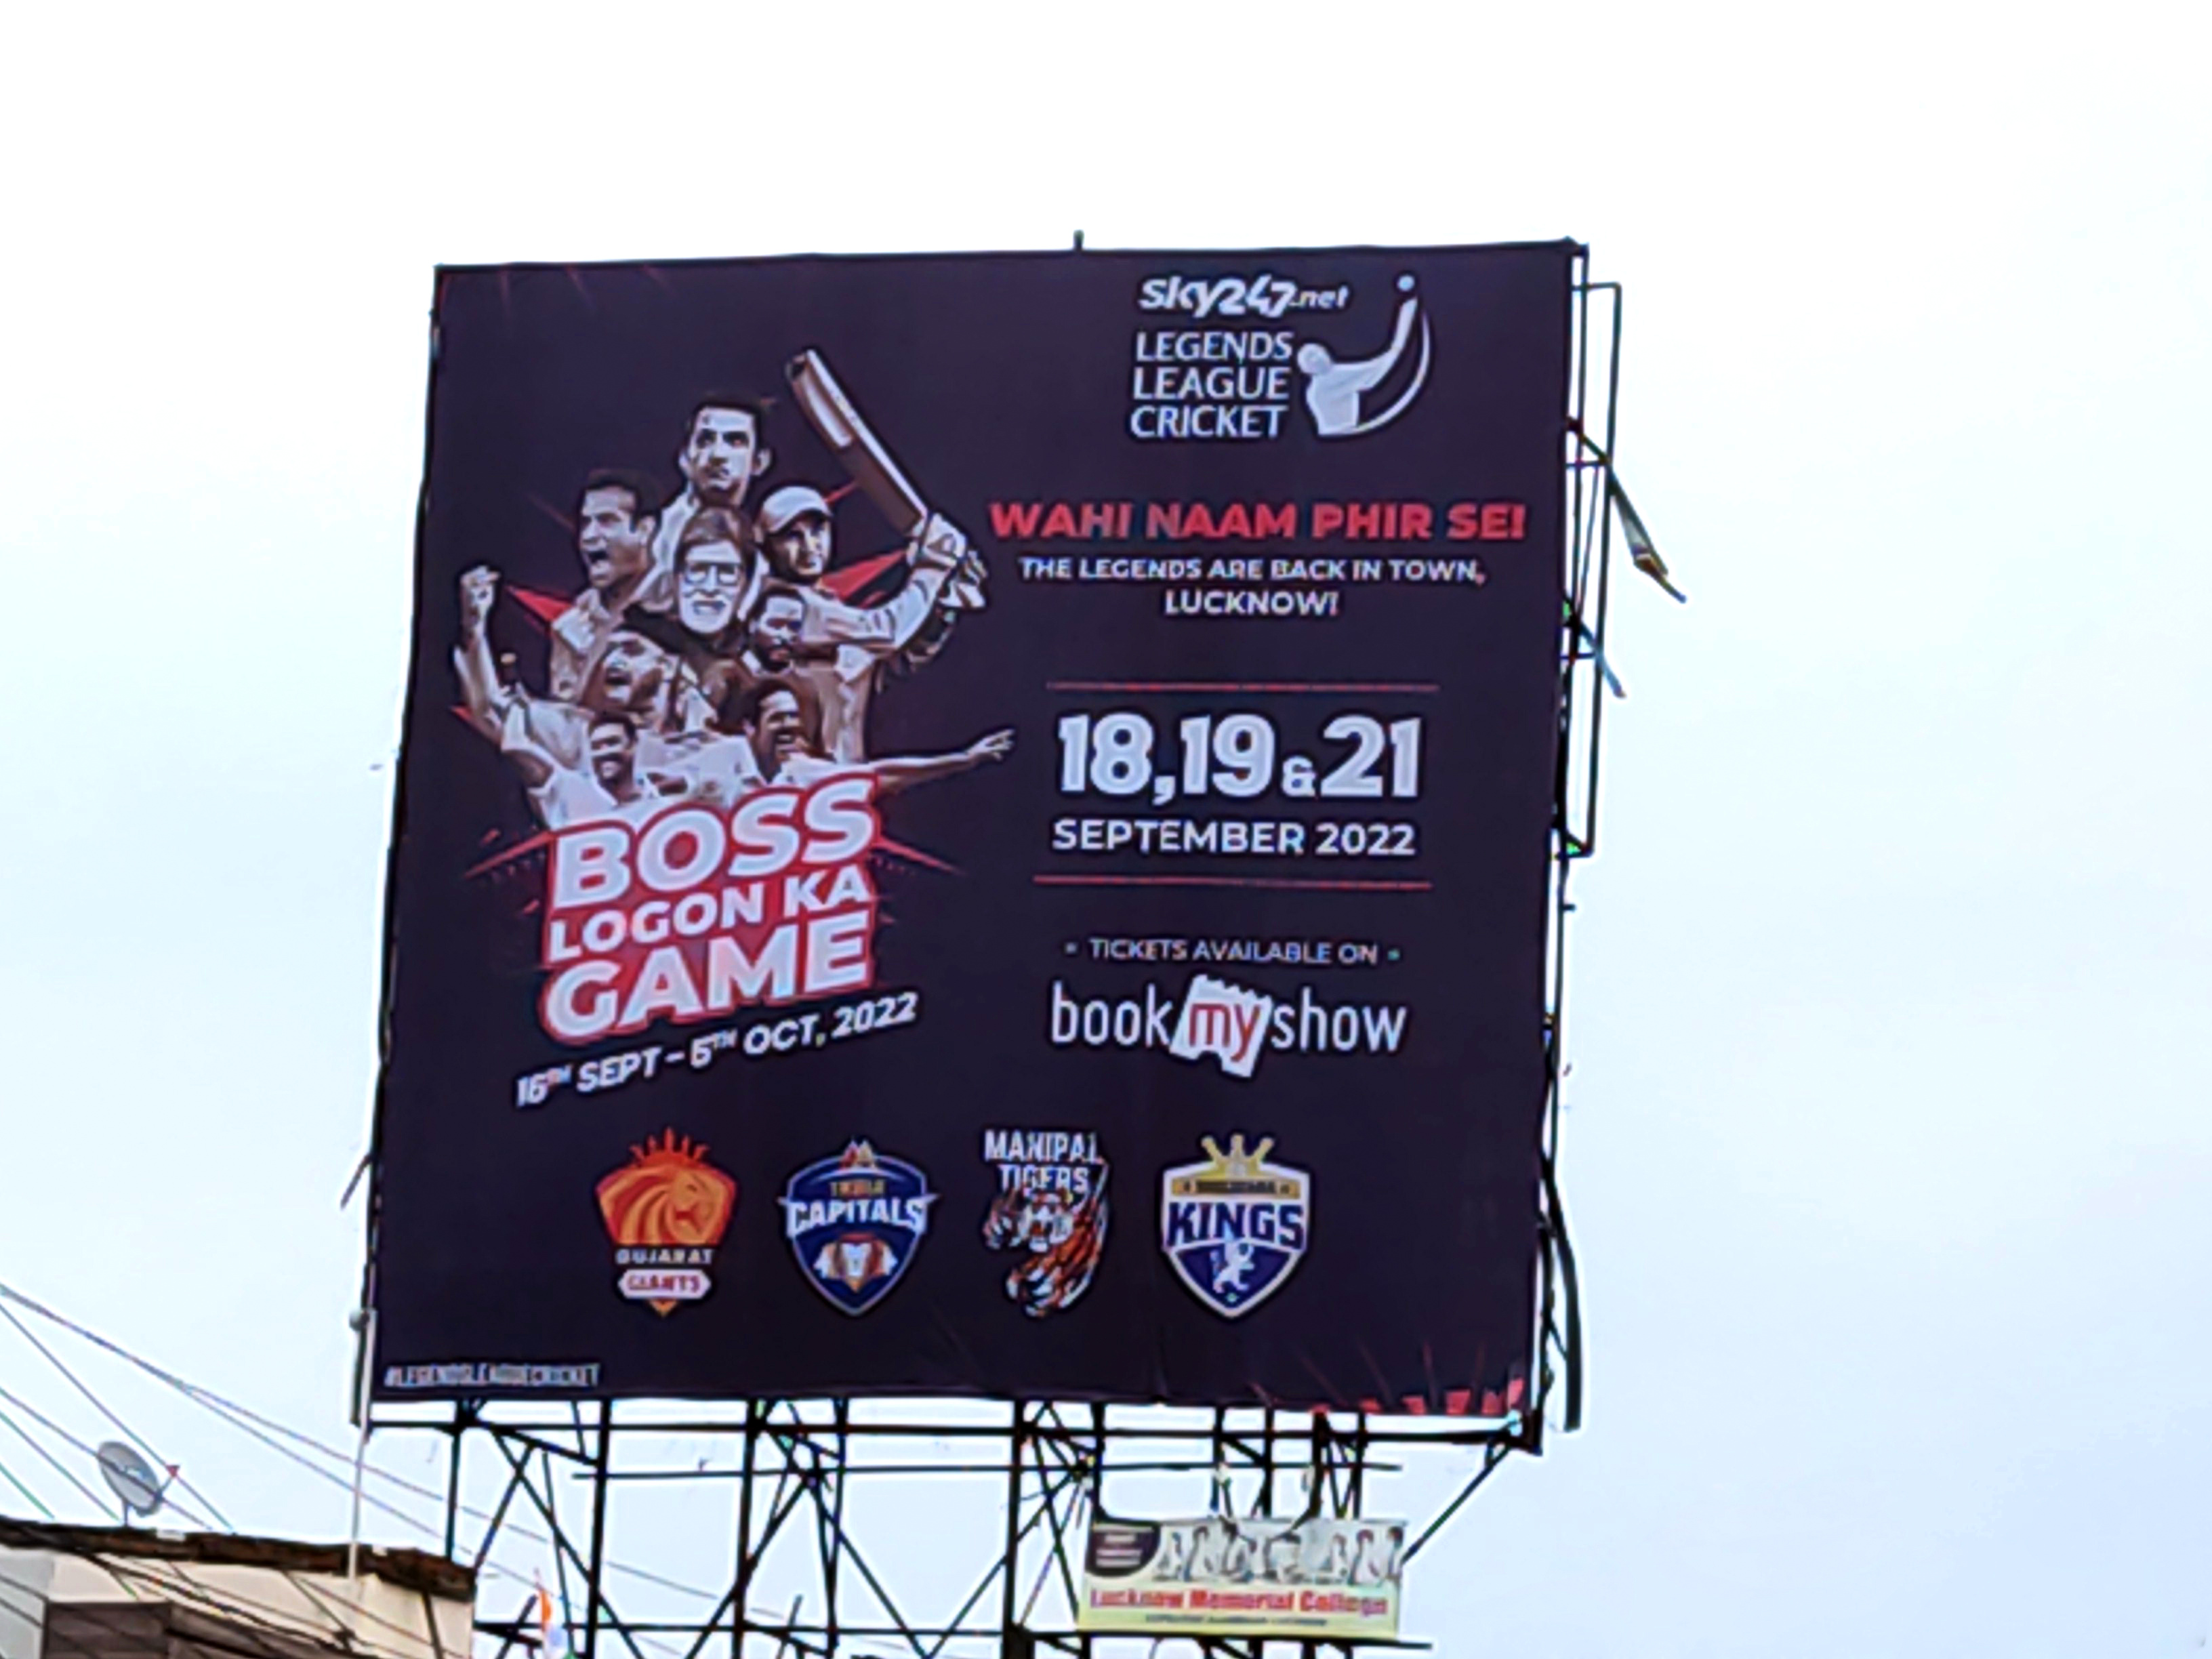 sky247.net
LEGENDS
LEAGUE
CRICKET
WAHI NAAM PHIR SE!
THE LEGENDS ARE BACK IN TOWN,
LUCKNOW!
18,19&21
SEPTEMBER 2022
TICKETS AVAILABLE ON
bookmyshow
BOSS
LOGON KA
GAME
16TH SEPT - 5TH OCT, 2022
GUJARAT
GIANTS
CAPITALS
MANIPAL
TIGERS
KINGS
#LEGENDSLEAGUECRICKET
Lucknow Memorial College